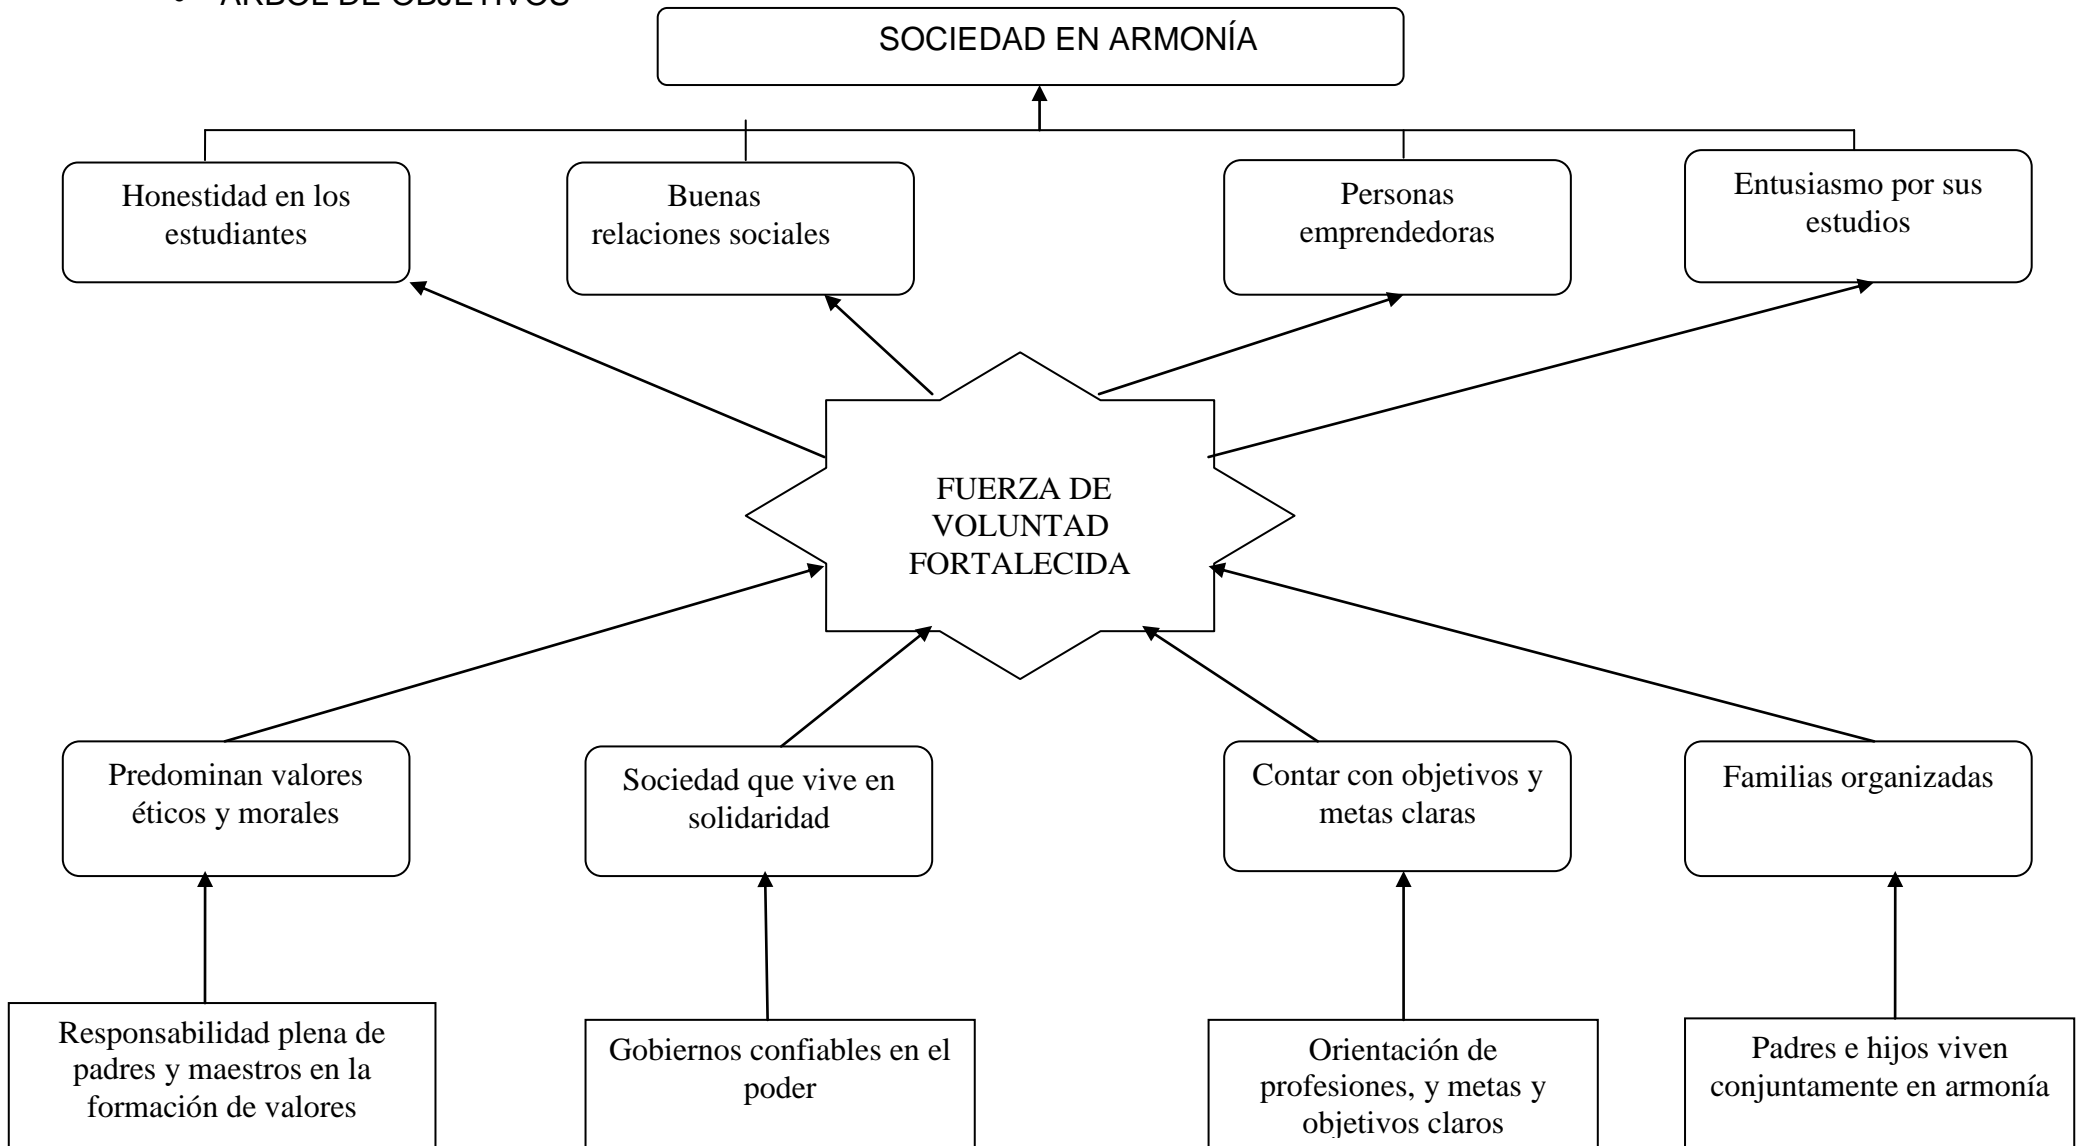 • ÁRBOL DE OBJETIVOS
SOCIEDAD EN ARMONÍA
Honestidad en los
estudiantes
Buenas
relaciones sociales
Personas
emprendedoras
Entusiasmo por sus
estudios
FUERZA DE
VOLUNTAD
FORTALECIDA
Predominan valores
éticos y morales
Sociedad que vive en
solidaridad
Contar con objetivos y
metas claras
Familias organizadas
Responsabilidad plena de
padres y maestros en la
formación de valores
Gobiernos confiables en el
poder
Orientación de
profesiones, y metas y
objetivos claros
Padres e hijos viven
conjuntamente en armonía